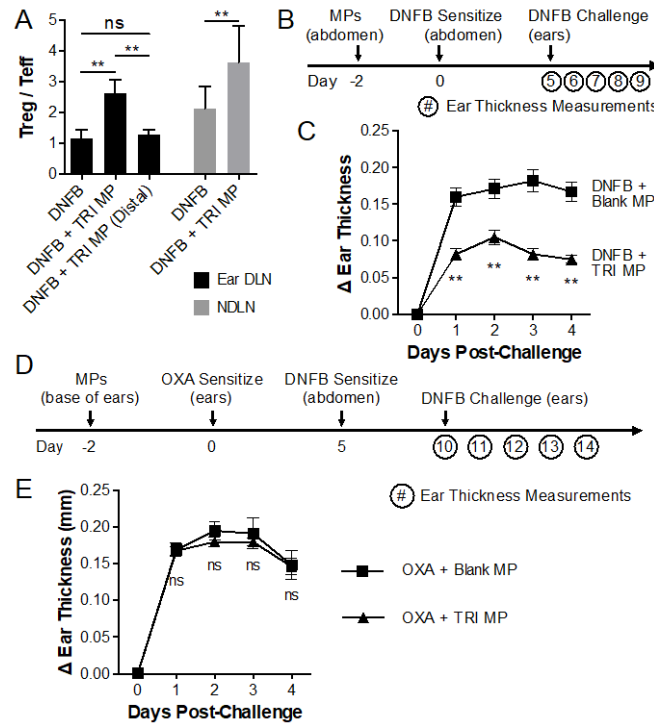 A
ns
**
**
**
Treg / Teff
5
4
3
2
1
0
DNFB
DNFB + TRI MP
DNFB + TRI MP (Distal)
DNFB
DNFB + TRI MP
Ear DLN
NDLN
B
MPs
(abdomen)
DNFB Sensitize
(abdomen)
DNFB Challenge
(ears)
Day -2 0 5 6 7 8 9
# Ear Thickness Measurements
C
Δ Ear Thickness
0.20
0.15
0.10
0.05
0.00
DNFB +
Blank MP
DNFB +
TRI MP
** ** ** **
0 1 2 3 4
Days Post-Challenge
D
MPs
(base of ears)
OXA Sensitize
(ears)
DNFB Sensitize
(abdomen)
DNFB Challenge (ears)
Day -2 0 5 10 11 12 13 14
# Ear Thickness Measurements
E
Δ Ear Thickness (mm)
0.20
0.15
0.10
0.05
0.00
ns ns ns ns
0 1 2 3 4
Days Post-Challenge
OXA + Blank MP
OXA + TRI MP